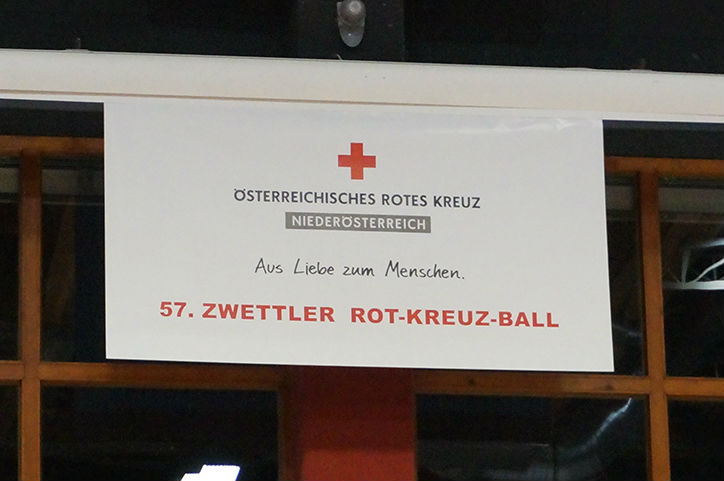 ÖSTERREICHISCHES ROTES KREUZ
NIEDERÖSTERREICH
Aus Liebe zum Menschen.
57. ZWETTLER ROT-KREUZ-BALL